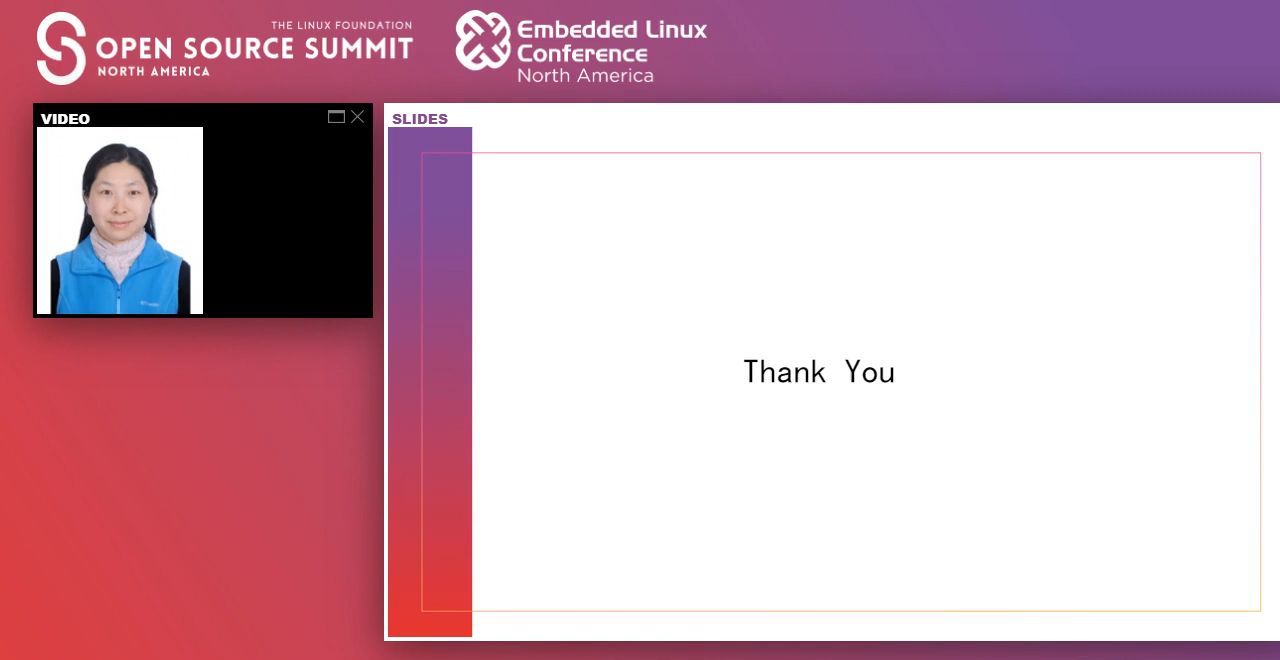 THE LINUX FOUNDATION
OPEN SOURCE SUMMIT
NORTH AMERICA
Embedded Linux
Conference
North America
VIDEO
SLIDES
Thank You